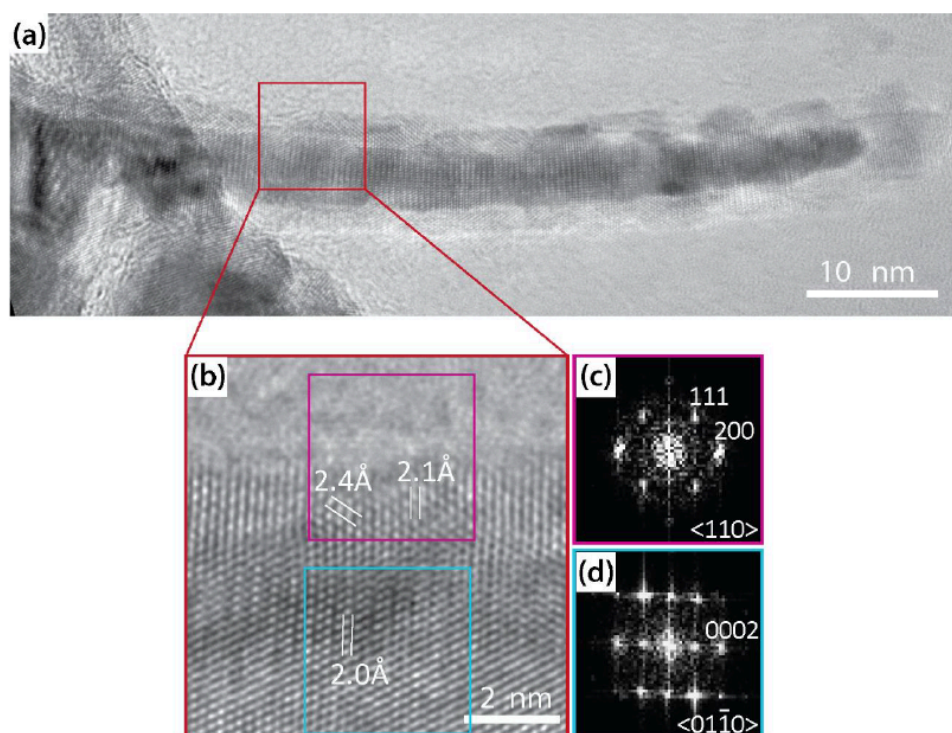 (a)
10 nm
(b)
2.4Å
2.1Å
2.0Å
2 nm
(c)
111
200
<110>
(d)
0002
<011̄0>